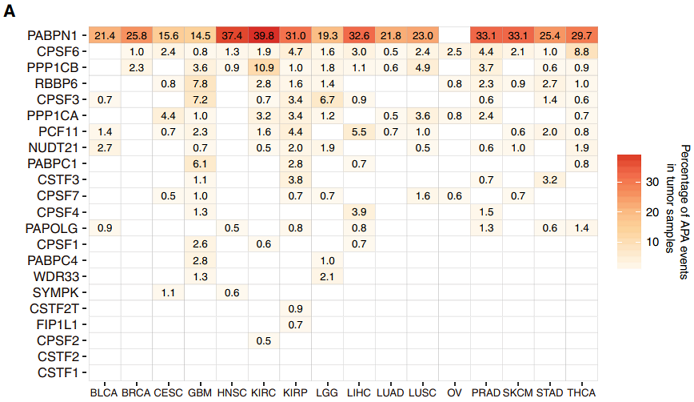 A
PABPN1 21.4 25.8 15.6 14.5 37.4 39.8 31.0 19.3 32.6 21.8 23.0 33.1 33.1 25.4 29.7
CPSF6 1.0 2.4 0.8 1.3 1.9 4.7 1.6 3.0 0.5 2.4 2.5 4.4 2.1 1.0 8.8
PPP1CB 2.3 3.6 0.9 10.9 1.0 1.8 1.1 0.6 4.9 3.7 0.6 0.9
RBBP6 0.8 7.8 2.8 1.6 1.4 0.8 2.3 0.9 2.7 1.0
CPSF3 0.7 7.2 0.7 3.4 6.7 0.9 0.6 1.4 0.6
PPP1CA 4.4 1.0 3.2 3.4 1.2 0.5 3.6 0.8 2.4 0.7
PCF11 1.4 0.7 2.3 1.6 4.4 5.5 0.7 1.0 0.6 2.0 0.8
NUDT21 2.7 0.7 0.5 2.0 1.9 0.5 0.6 1.0 1.9
PABPC1 6.1 2.8 0.7 0.8
CSTF3 1.1 3.8 0.7 3.2
CPSF7 0.5 1.0 0.7 0.7 1.6 0.6 0.7
CPSF4 1.3 3.9 1.5
PAPOLG 0.9 0.5 0.8 0.8 1.3 0.6 1.4
CPSF1 2.6 0.6 0.7
PABPC4 2.8 1.0
WDR33 1.3 2.1
SYMPK 1.1 0.6
CSTF2T 0.9
FIP1L1 0.7
CPSF2 0.5
CSTF2
CSTF1
BLCA BRCA CESC GBM HNSC KIRC KIRP LGG LIHC LUAD LUSC OV PRAD SKCM STAD THCA
30
20
10
Percentage of APA events
in tumor samples